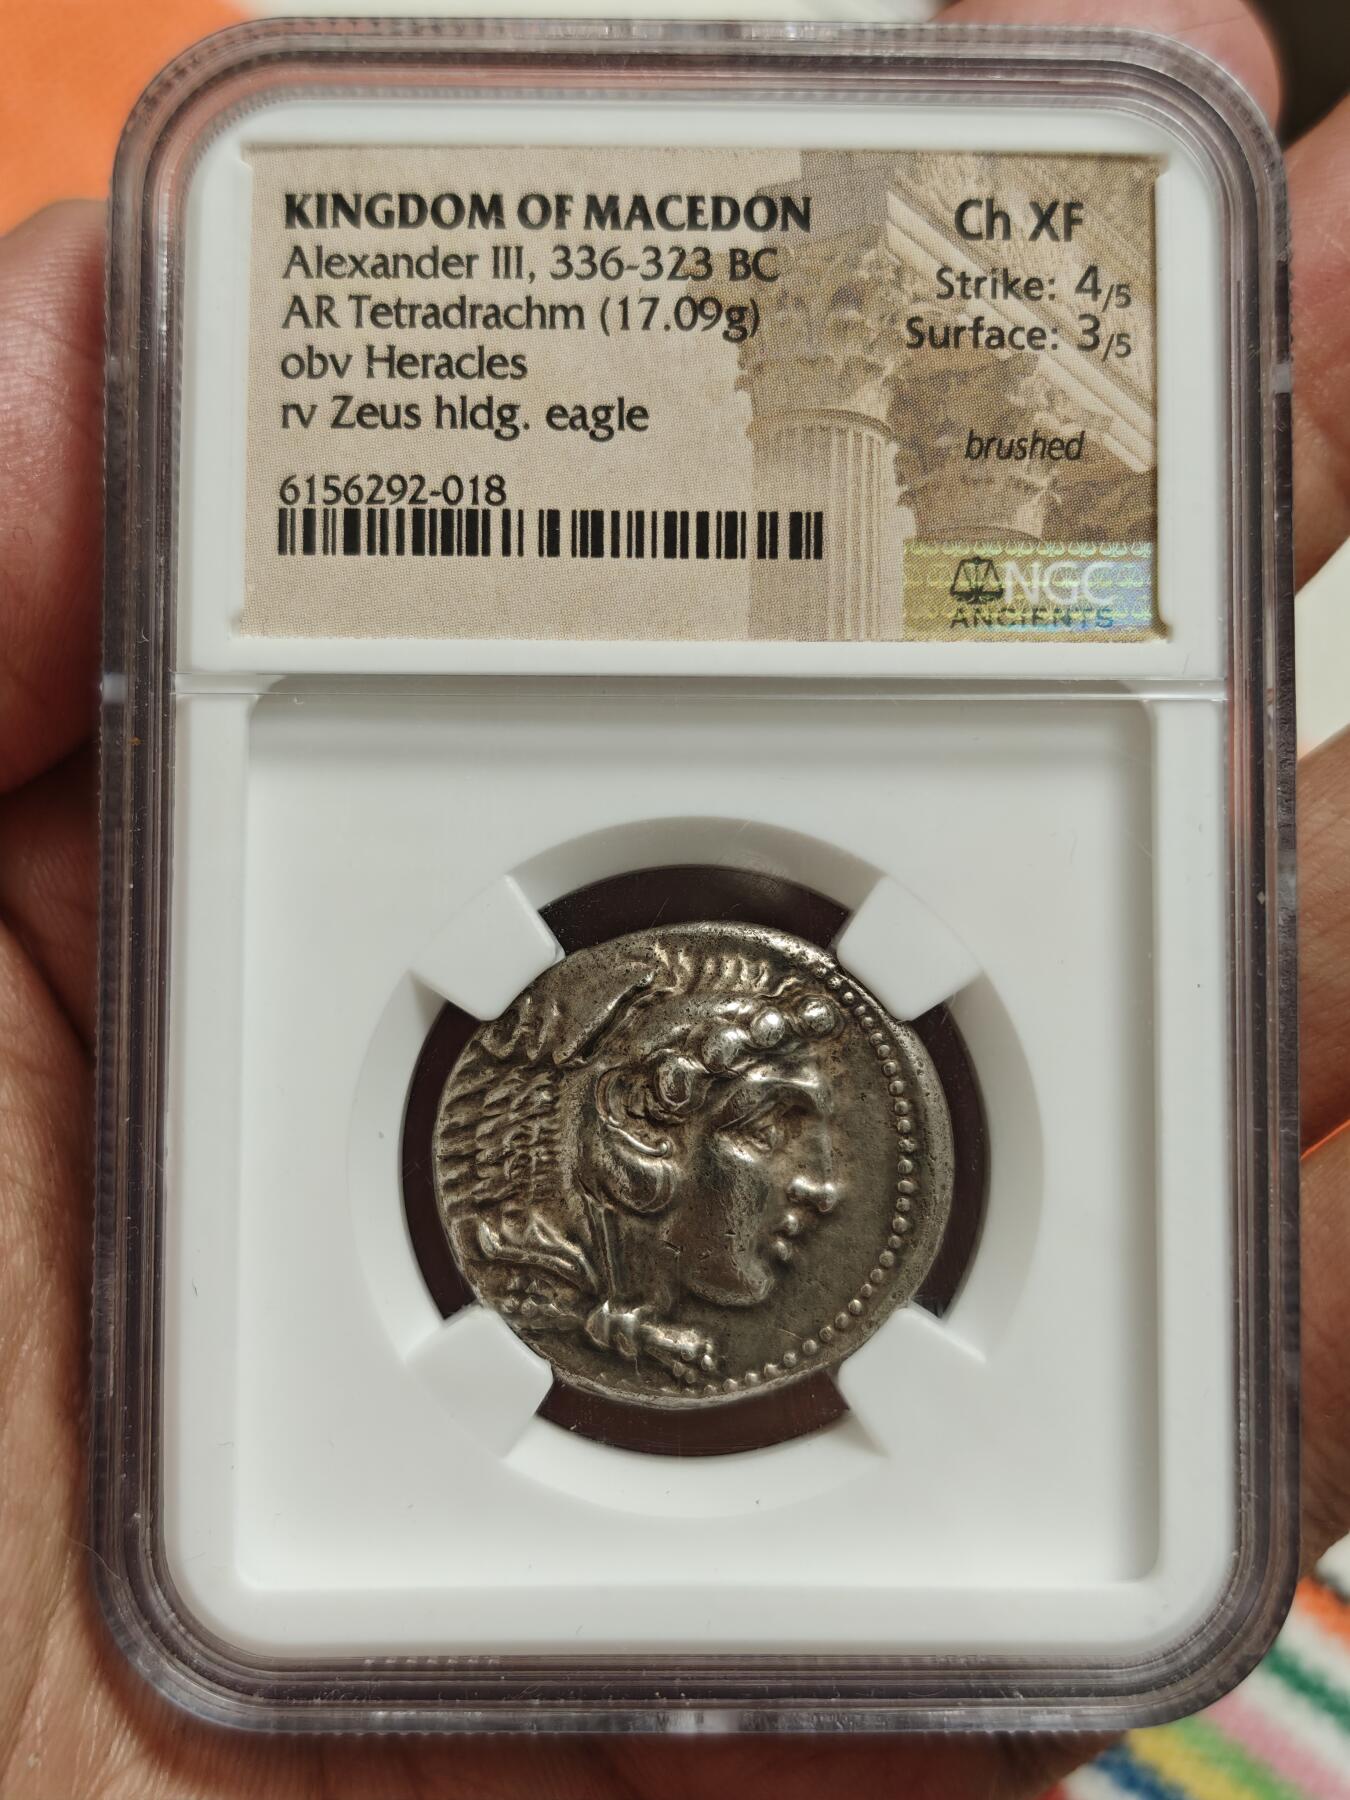 KINGDOM OF MACEDON
Alexander III, 336-323 BC
AR Tetradrachm (17.09g)
obv Heracles
rv Zeus hldg. eagle
6156292-018
Ch XF
Strike: 4/5
Surface: 3/5
brushed
NGC
ANCIENTS